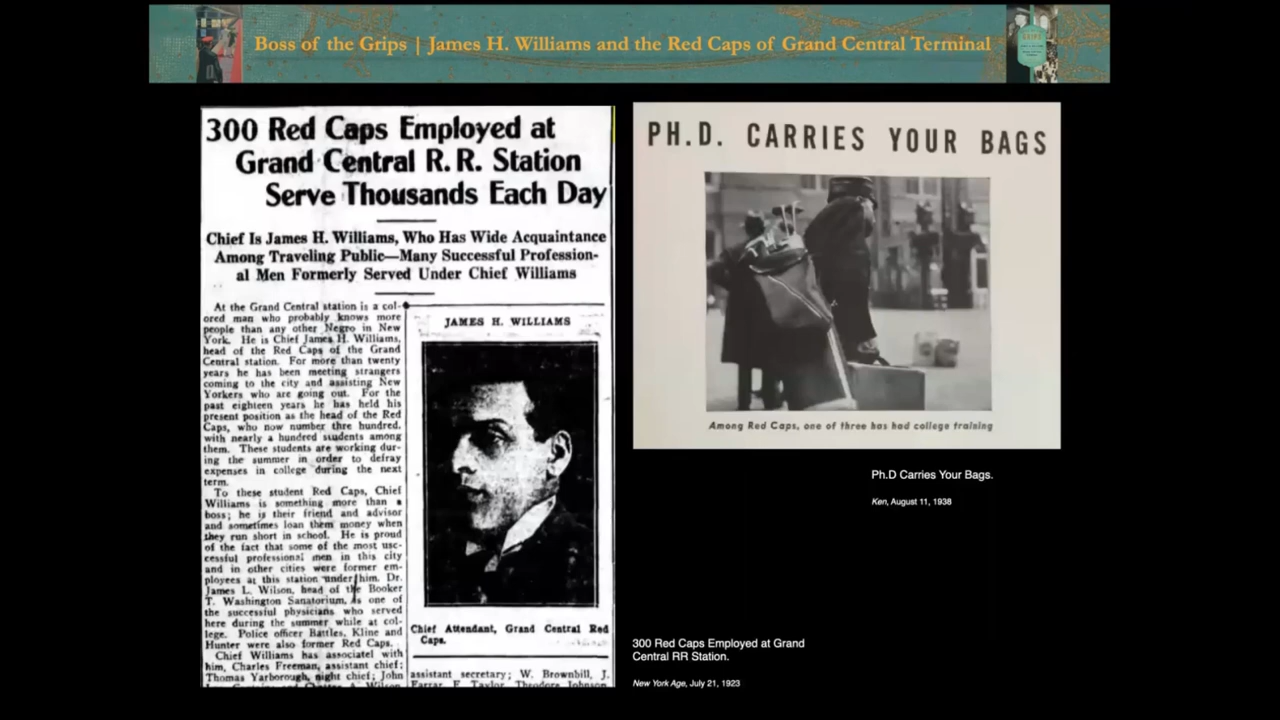 Boss of the Grips | James H. Williams and the Red Caps of Grand Central Terminal
300 Red Caps Employed at
Grand Central R. R. Station
Serve Thousands Each Day
Chief Is James H. Williams, Who Has Wide Acquaintance
Among Traveling Public—Many Successful Profession-
al Men Formerly Served Under Chief Williams
At the Grand Central station is a col-
ored man who probably knows more
people than any other Negro in New
York. He is Chief James H. Williams,
head of the Red Caps of the Grand
Central station. For more than twenty
years he has been meeting strangers
coming to the city and assisting New
Yorkers who are going out. For the
past eighteen years he has held his
present position as the head of the Red
Caps, who now number thre hundred,
with nearly a hundred students among
them. These students are working dur-
ing the summer in order to defray
expenses in college during the next
term.
To these student Red Caps, Chief
Williams is something more than a
boss; he is their friend and advisor
and sometimes loan them money when
they run short in school. He is proud
of the fact that some of the most usc-
cessful professional men in this city
and in other cities were former em-
ployees at this station under him. Dr.
James L. Wilson, head of the Booker
T. Washington Sanatorium, is one of
the successful physicians who served
here during the summer while at col-
lege. Police officer Battles, Kline and
Hunter were also former Red Caps.
Chief Williams has associatel with
him, Charles Freeman, assistant chief;
Thomas Yarborough, night chief; John
JAMES H. WILLIAMS
Chief Attendant, Grand Central Red
Caps.
assistant secretary; W. Brownbill, J.
Farrar, F. Taylor, Theodore Johnson,
PH.D. CARRIES YOUR BAGS
Among Red Caps, one of three has had college training
Ph.D Carries Your Bags.
Ken, August 11, 1938
300 Red Caps Employed at Grand
Central RR Station.
New York Age, July 21, 1923